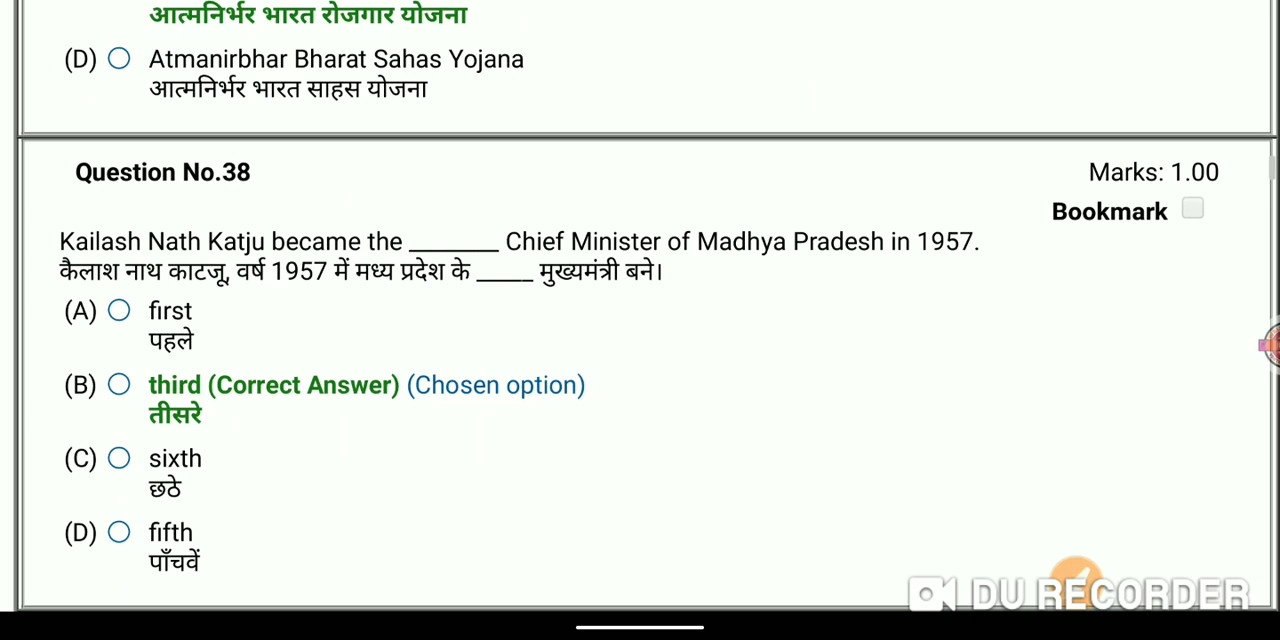 आत्मनिर्भर भारत रोजगार योजना
(D) Atmanirbhar Bharat Sahas Yojana
आत्मनिर्भर भारत साहस योजना
Question No.38 Marks: 1.00
Bookmark
Kailash Nath Katju became the _______ Chief Minister of Madhya Pradesh in 1957.
कैलाश नाथ काटजू, वर्ष 1957 में मध्य प्रदेश के _____ मुख्यमंत्री बने।
(A) first
पहले
(B) third (Correct Answer) (Chosen option)
तीसरे
(C) sixth
छठे
(D) fifth
पाँचवें
DU RECORDER